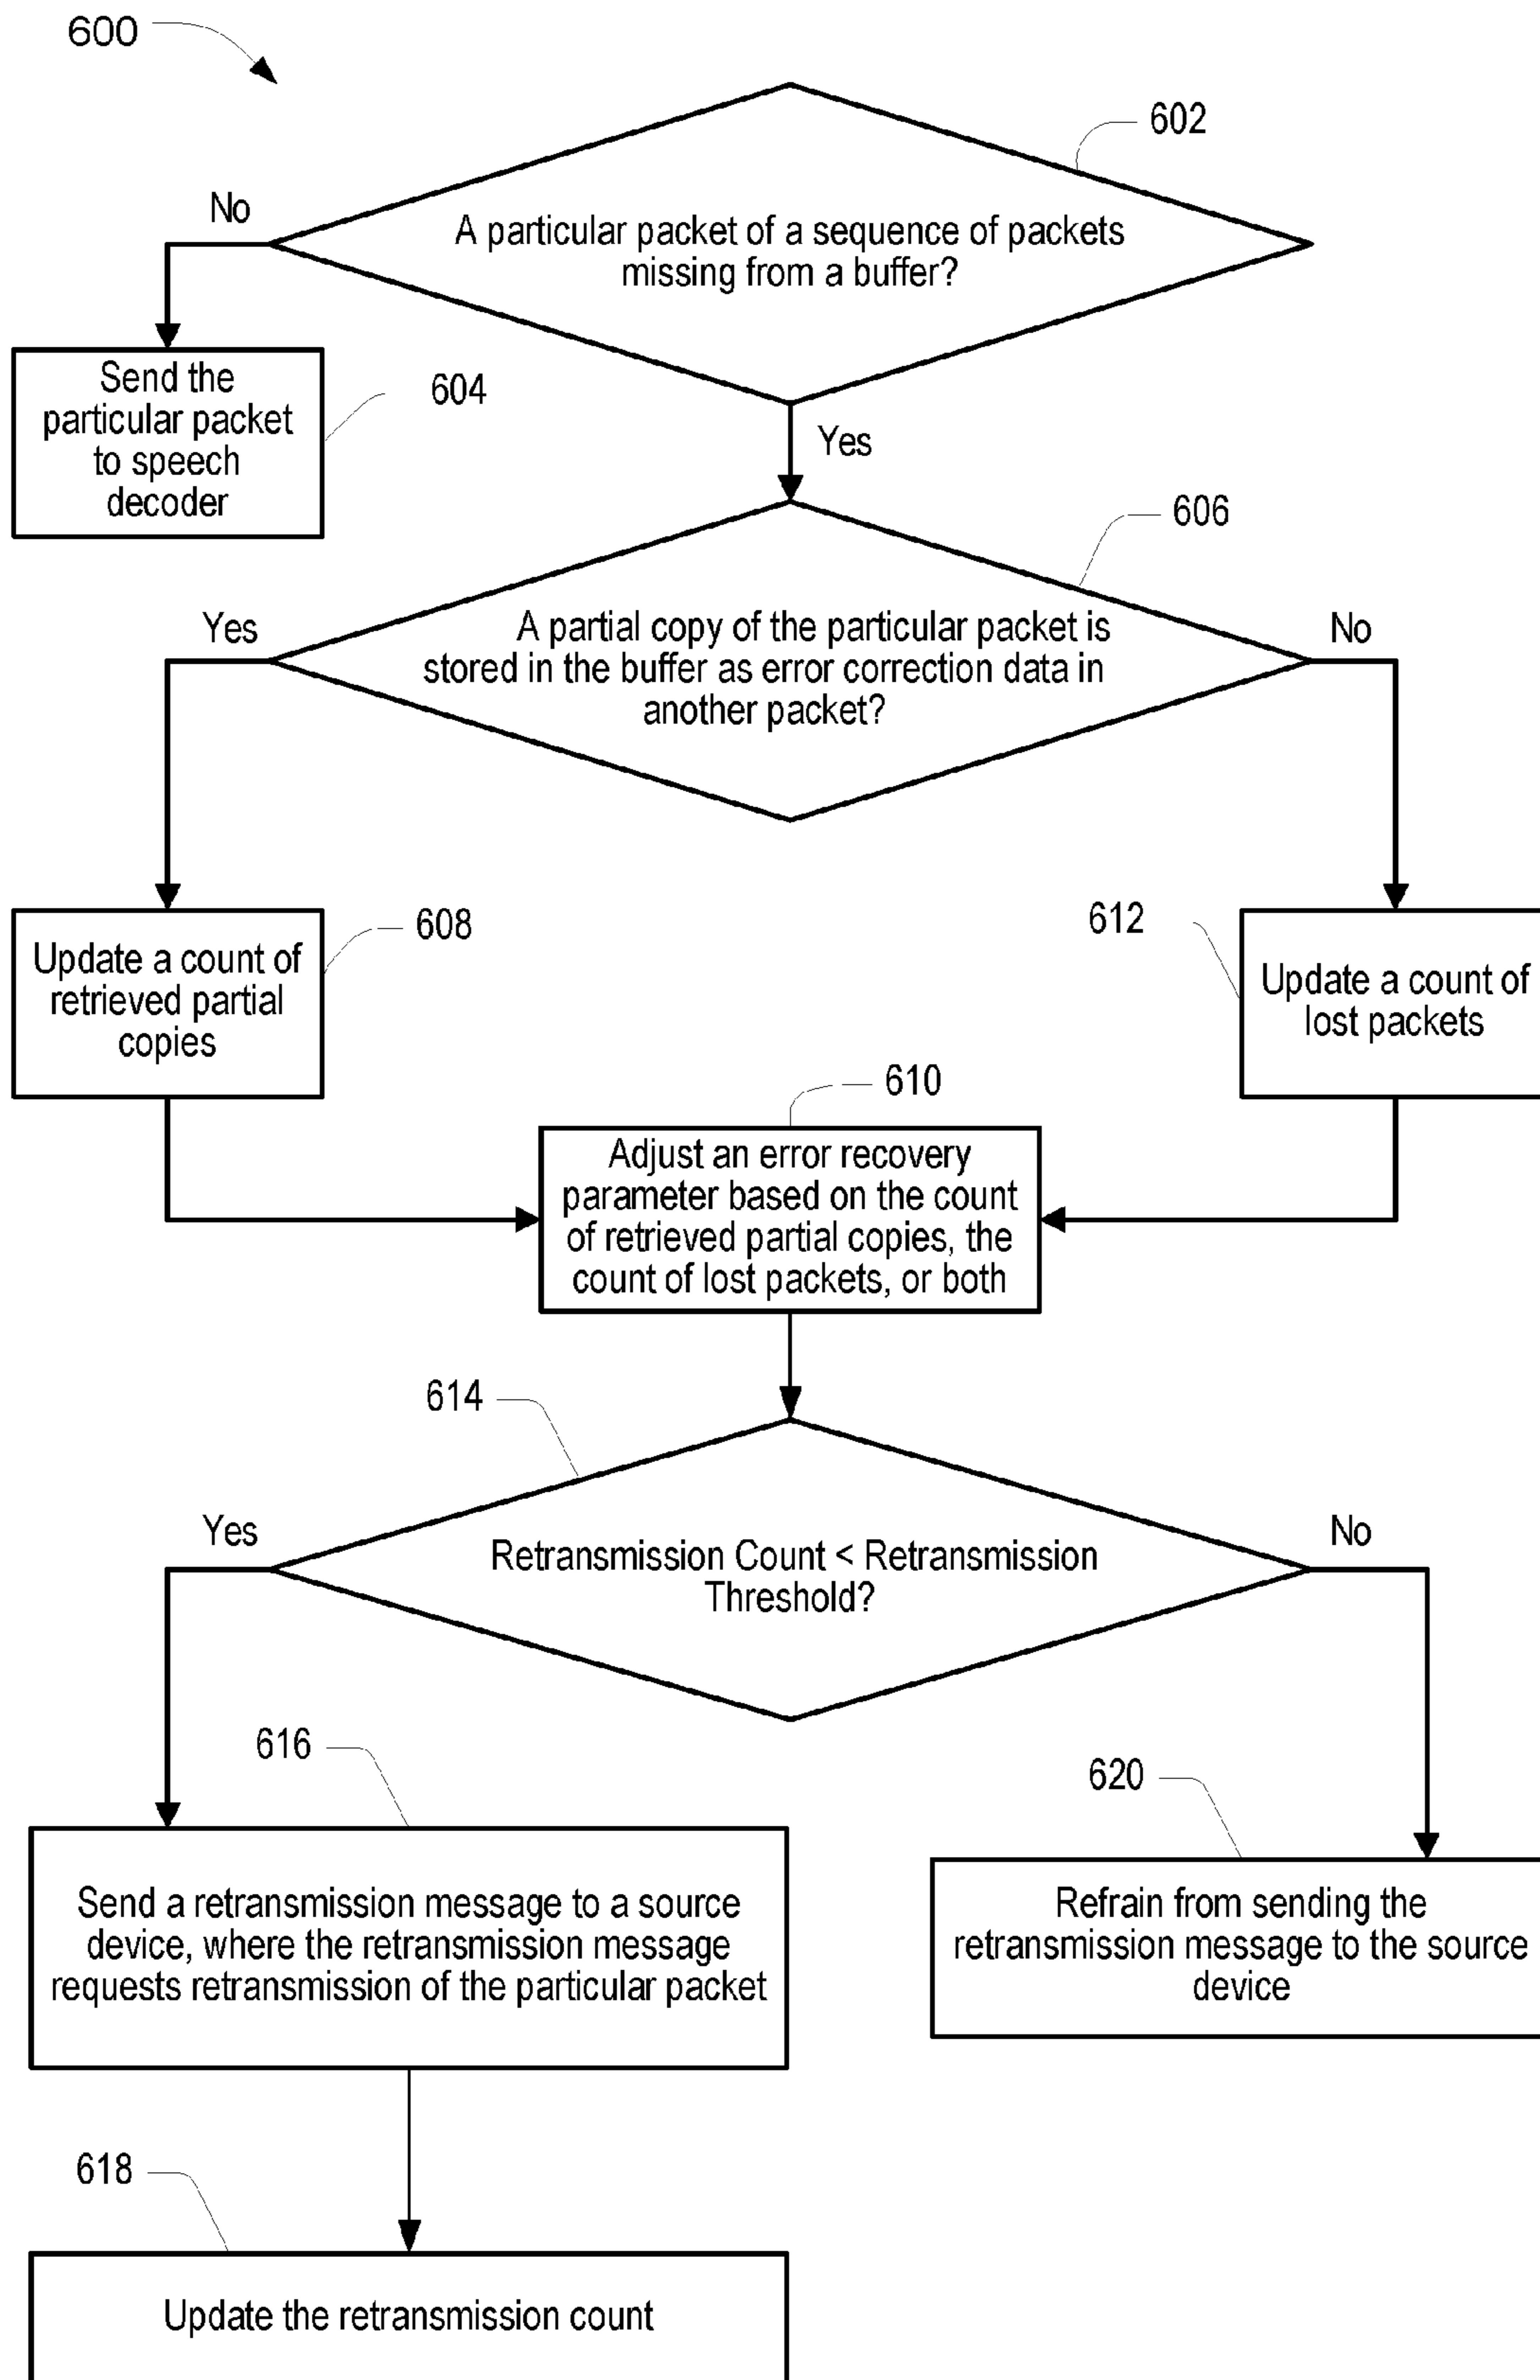 600
602
No
A particular packet of a sequence of packets
missing from a buffer?
Send the
particular packet
to speech
decoder
604
Yes
606
Yes
A partial copy of the particular packet is
stored in the buffer as error correction data in
another packet?
No
Update a count of
retrieved partial
copies
608
612
Update a count of
lost packets
610
Adjust an error recovery
parameter based on the count
of retrieved partial copies, the
count of lost packets, or both
614
Yes
Retransmission Count < Retransmission
Threshold?
No
616
620
Send a retransmission message to a source
device, where the retransmission message
requests retransmission of the particular packet
Refrain from sending the
retransmission message to the source
device
618
Update the retransmission count